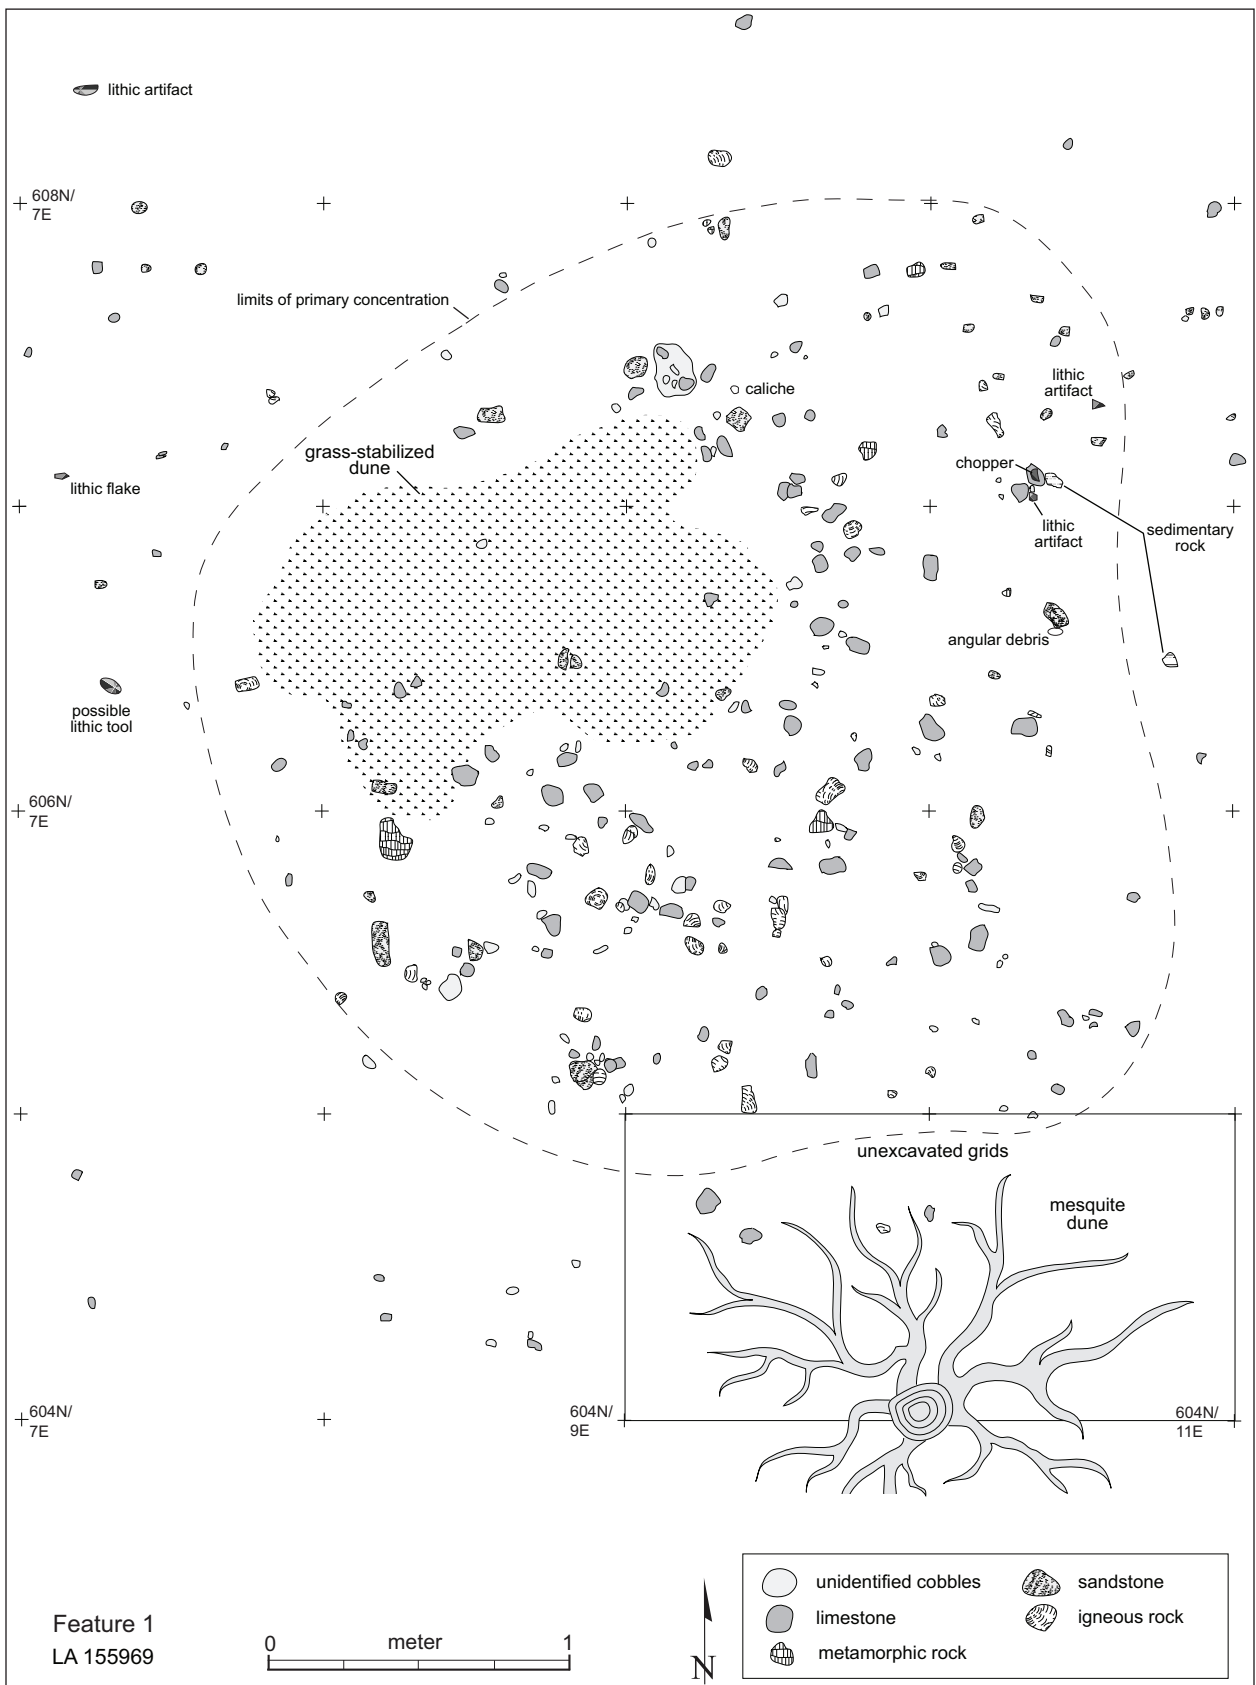 lithic artifact
608N/
7E
limits of primary concentration
caliche
lithic
artifact
grass-stabilized
dune
chopper
lithic flake
lithic
artifact
sedimentary
rock
angular debris
possible
lithic tool
606N/
7E
unexcavated grids
mesquite
dune
604N/
7E
604N/
9E
604N/
11E
unidentified cobbles
sandstone
limestone
igneous rock
metamorphic rock
Feature 1
LA 155969
0 meter 1
N